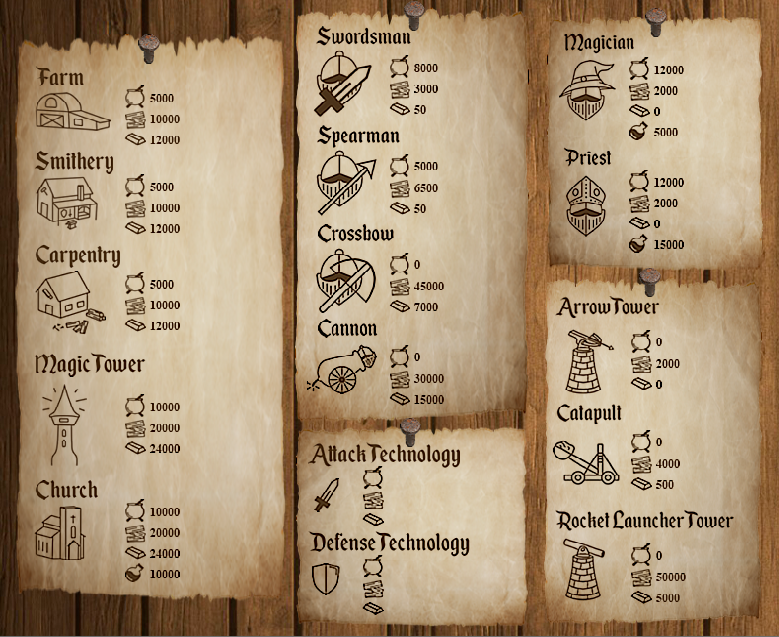 Farm
5000
10000
12000
Smithery
5000
10000
12000
Carpentry
5000
10000
12000
Magic Tower
10000
20000
24000
Church
10000
20000
24000
10000
Swordsman
8000
3000
50
Spearman
5000
6500
50
Crossbow
0
45000
7000
Cannon
0
30000
15000
Attack Technology
Defense Technology
Magician
12000
2000
0
5000
Priest
12000
2000
0
15000
Arrow Tower
0
2000
0
Catapult
0
4000
500
Rocket Launcher Tower
0
50000
5000